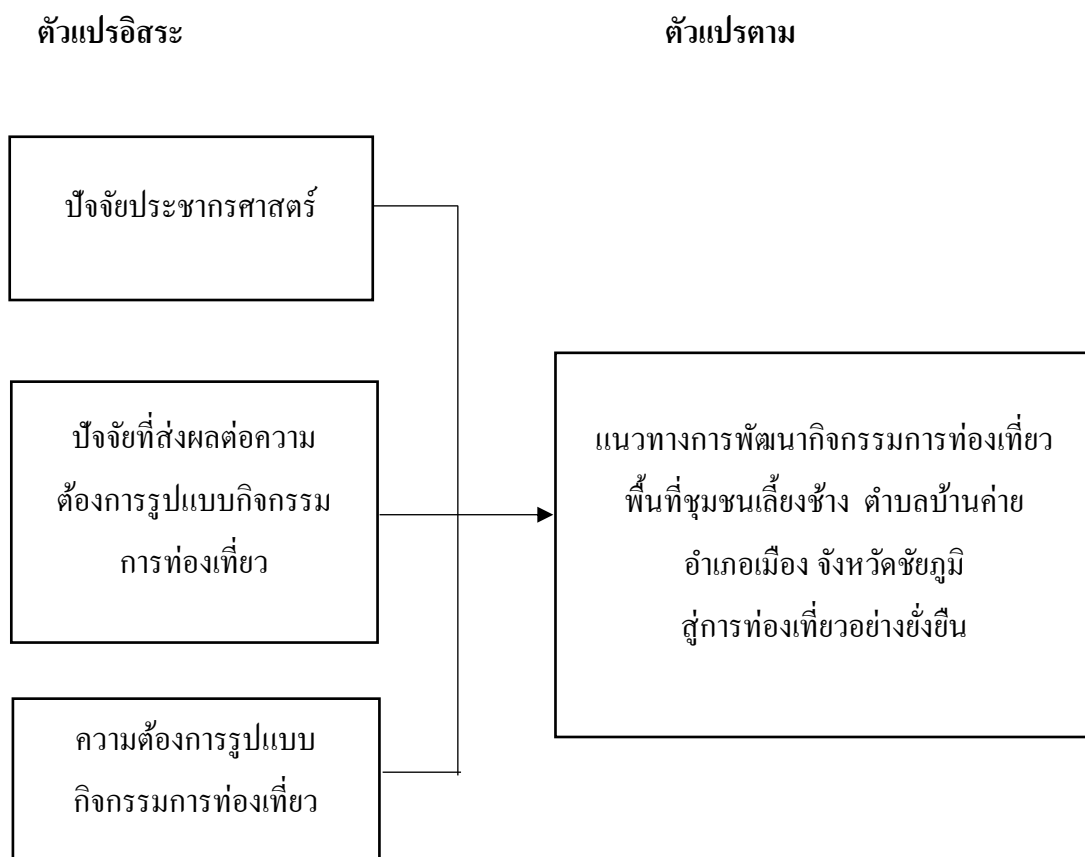 ตัวแปรอิสระ
ตัวแปรตาม
ปัจจัยประชากรศาสตร์
ปัจจัยที่ส่งผลต่อความ
ต้องการรูปแบบกิจกรรม
การท่องเที่ยว
ความต้องการรูปแบบ
กิจกรรมการท่องเที่ยว
แนวทางการพัฒนากิจกรรมการท่องเที่ยว
พื้นที่ชุมชนเลี้ยงช้าง ตำบลบ้านค่าย
อำเภอเมือง จังหวัดชัยภูมิ
สู่การท่องเที่ยวอย่างยั่งยืน